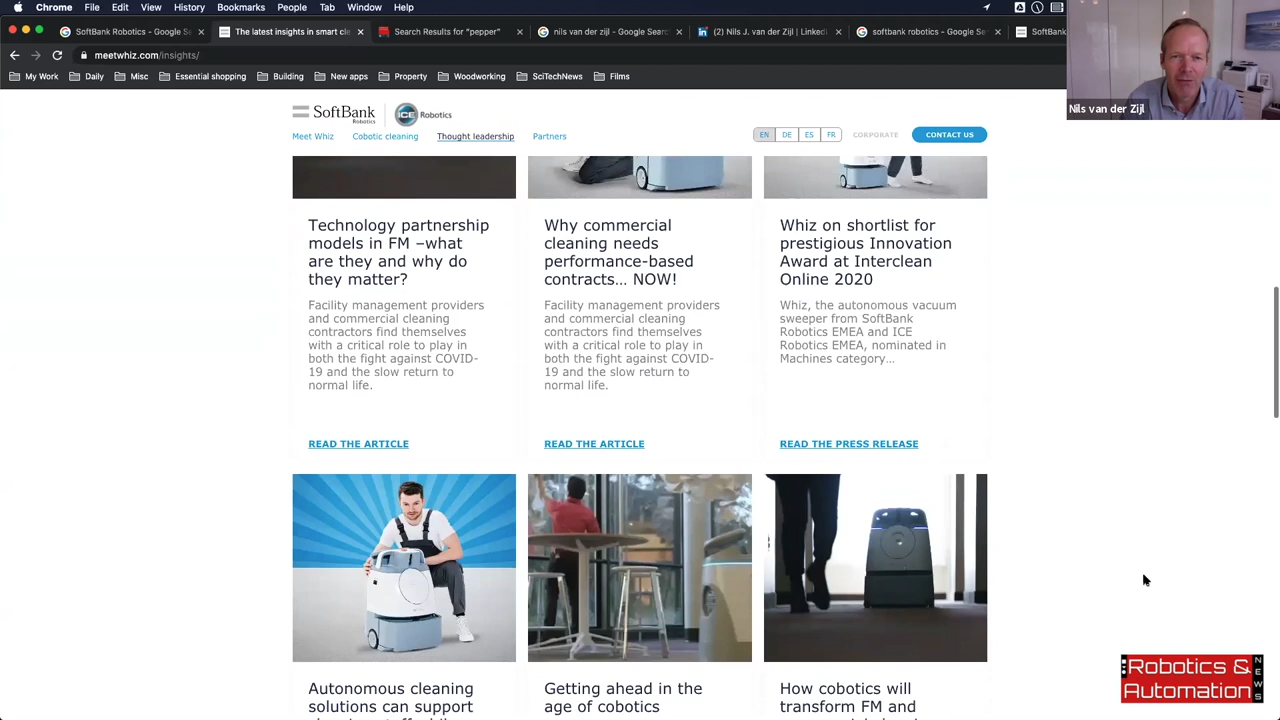 Chrome File Edit View History Bookmarks People Tab Window Help
SoftBank Robotics - Google Se
The latest insights in smart cle
Search Results for "pepper"
nils van der zijl - Google Searc
(2) Nils J. van der Zijl | LinkedI
softbank robotics - Google Se
SoftBank
meetwhiz.com/insights/
My Work Daily Misc Essential shopping Building New apps Property Woodworking SciTechNews Films
Nils van der Zijl
SoftBank
Robotics
ICE Robotics
Meet Whiz Cobotic cleaning Thought leadership Partners
EN DE ES FR CORPORATE CONTACT US
Technology partnership
models in FM –what
are they and why do
they matter?
Facility management providers
and commercial cleaning
contractors find themselves
with a critical role to play in
both the fight against COVID-
19 and the slow return to
normal life.
READ THE ARTICLE
Why commercial
cleaning needs
performance-based
contracts... NOW!
Facility management providers
and commercial cleaning
contractors find themselves
with a critical role to play in
both the fight against COVID-
19 and the slow return to
normal life.
READ THE ARTICLE
Whiz on shortlist for
prestigious Innovation
Award at Interclean
Online 2020
Whiz, the autonomous vacuum
sweeper from SoftBank
Robotics EMEA and ICE
Robotics EMEA, nominated in
Machines category...
READ THE PRESS RELEASE
Autonomous cleaning
solutions can support
Getting ahead in the
age of cobotics
How cobotics will
transform FM and
Robotics &
Automation
NEWS